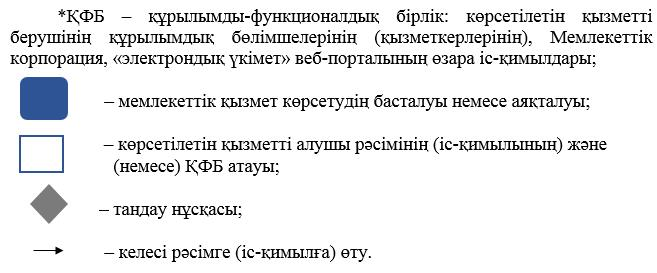 *ҚФБ – құрылымды-функционалдық бірлік: көрсетілетін қызметті
берушінің құрылымдық бөлімшелерінің (қызметкерлерінің), Мемлекеттік
корпорация, «электрондық үкімет» веб-порталының өзара іс-қимылдары;
– мемлекеттік қызмет көрсетудің басталуы немесе аяқталуы;
– көрсетілетін қызметті алушы рәсімінің (іс-қимылының) және
(немесе) ҚФБ атауы;
– таңдау нұсқасы;
– келесі рәсімге (іс-қимылға) өту.